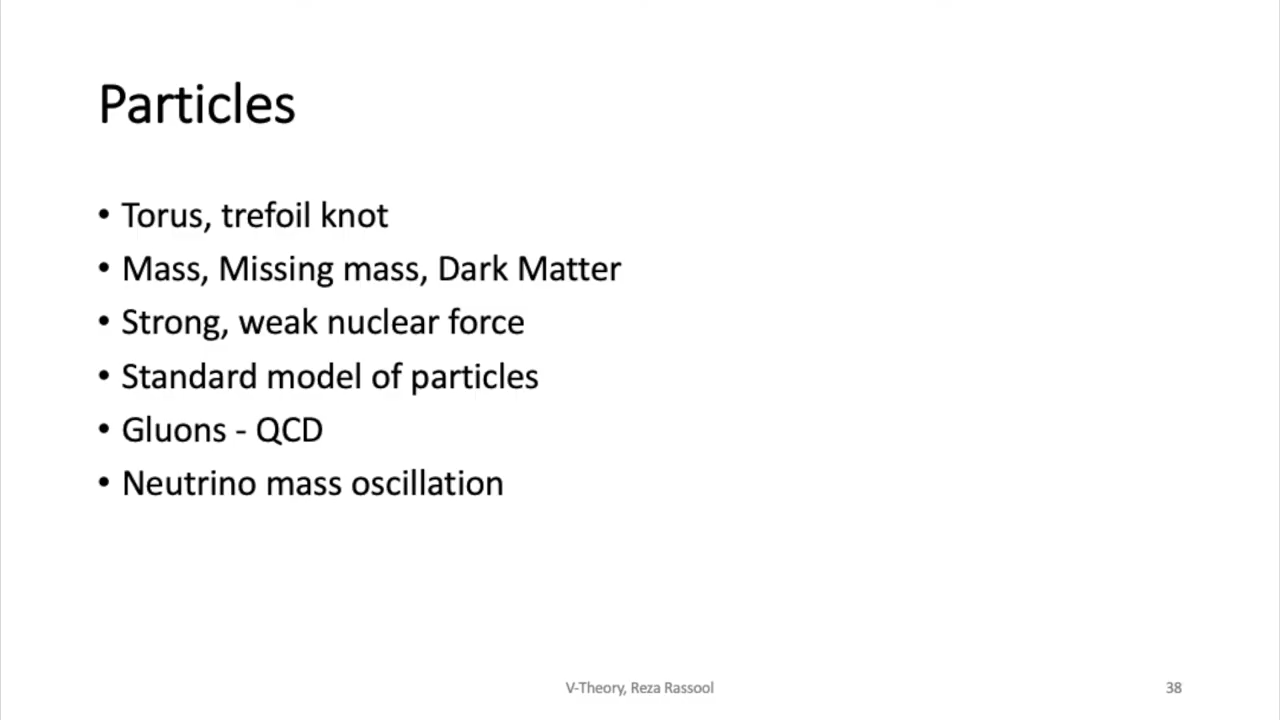 Particles
• Torus, trefoil knot
• Mass, Missing mass, Dark Matter
• Strong, weak nuclear force
• Standard model of particles
• Gluons - QCD
• Neutrino mass oscillation
V-Theory, Reza Rassool
38